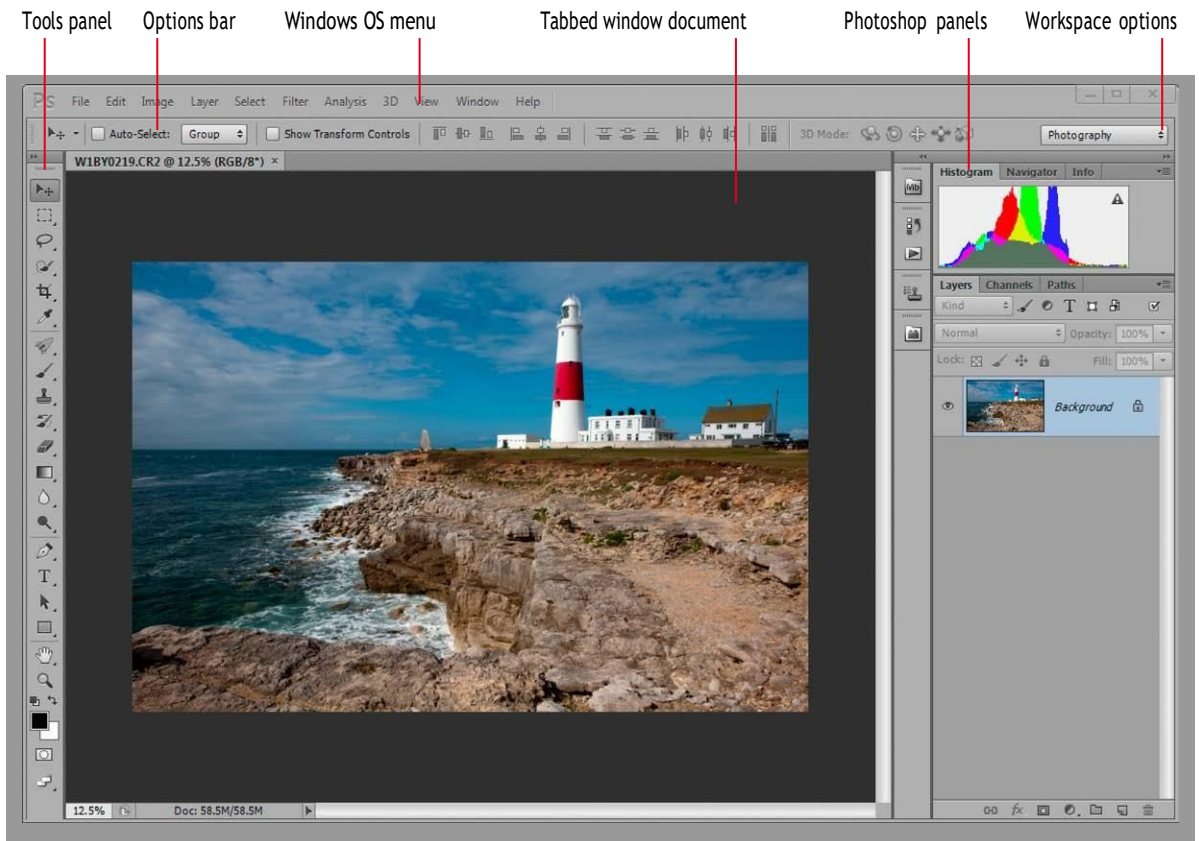 Tools panel Options bar Windows OS menu Tabbed window document Photoshop panels Workspace options
Ps File Edit Image Layer Select Filter Analysis 3D View Window Help
Auto-Select: Group Show Transform Controls 3D Mode: Photography
W1BY0219.CR2 @ 12.5% (RGB/8*) ×
Mb
Histogram Navigator Info
Layers Channels Paths
Kind T
Normal Opacity: 100%
Lock: Fill: 100%
Background
T
12.5% Doc: 58.5M/58.5M
fx